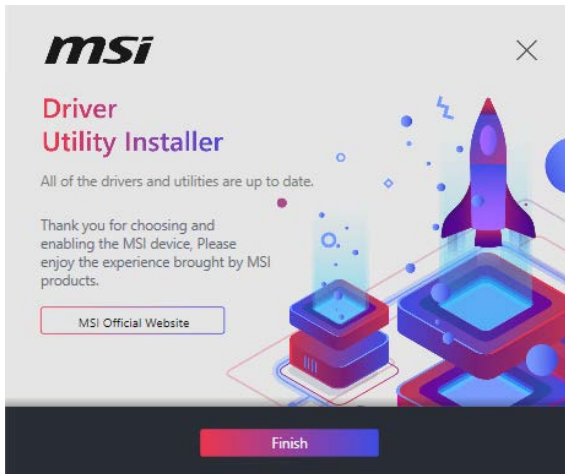 msi
Driver
Utility Installer
All of the drivers and utilities are up to date.
Thank you for choosing and
enabling the MSI device, Please
enjoy the experience brought by MSI
products.
MSI Official Website
Finish